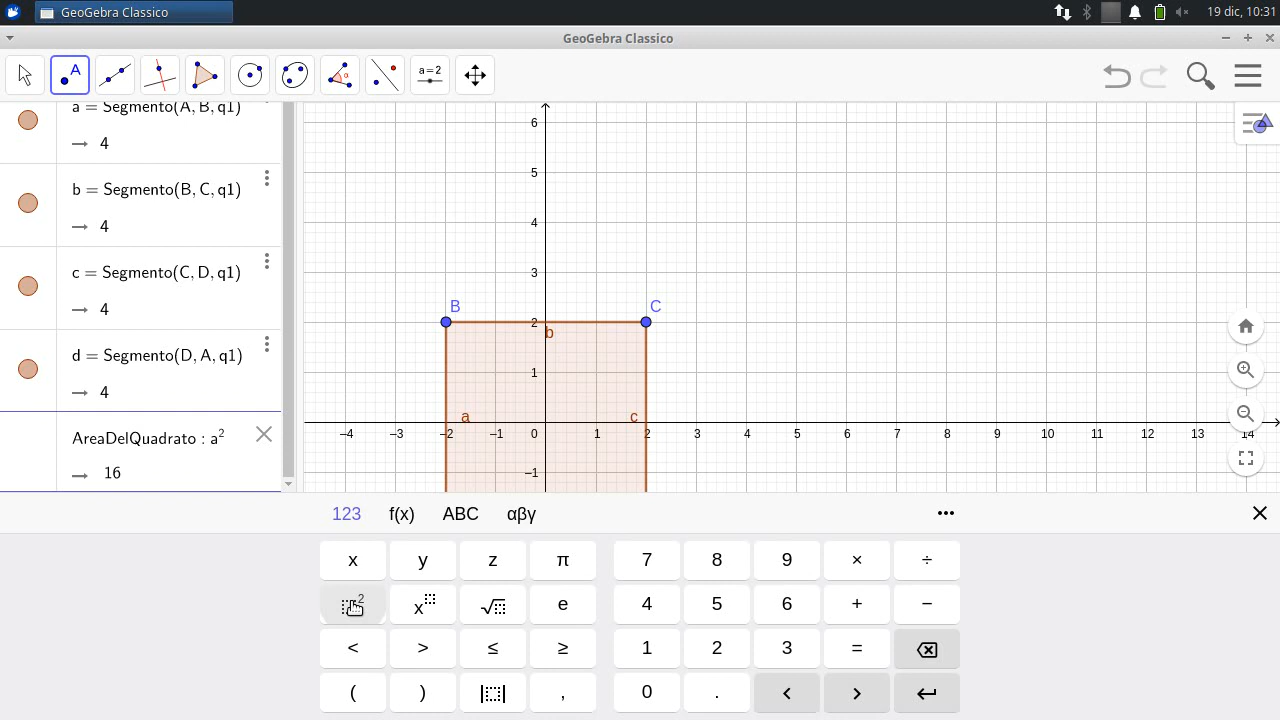 GeoGebra Classico
19 dic, 10:31
GeoGebra Classico
A
α
a=2
a = Segmento(A, B, q1)
→ 4
b = Segmento(B, C, q1)
→ 4
c = Segmento(C, D, q1)
→ 4
d = Segmento(D, A, q1)
→ 4
AreaDelQuadrato : a²
→ 16
6
5
4
3
B
C
2
b
1
a
c
−4 −3 −2 −1 0 1 2 3 4 5 6 7 8 9 10 11 12 13 14
−1
123 f(x) ABC αβγ
x y z π 7 8 9 × ÷
2 x √ e 4 5 6 + −
< > ≤ ≥ 1 2 3 =
( ) | | , 0 . < >